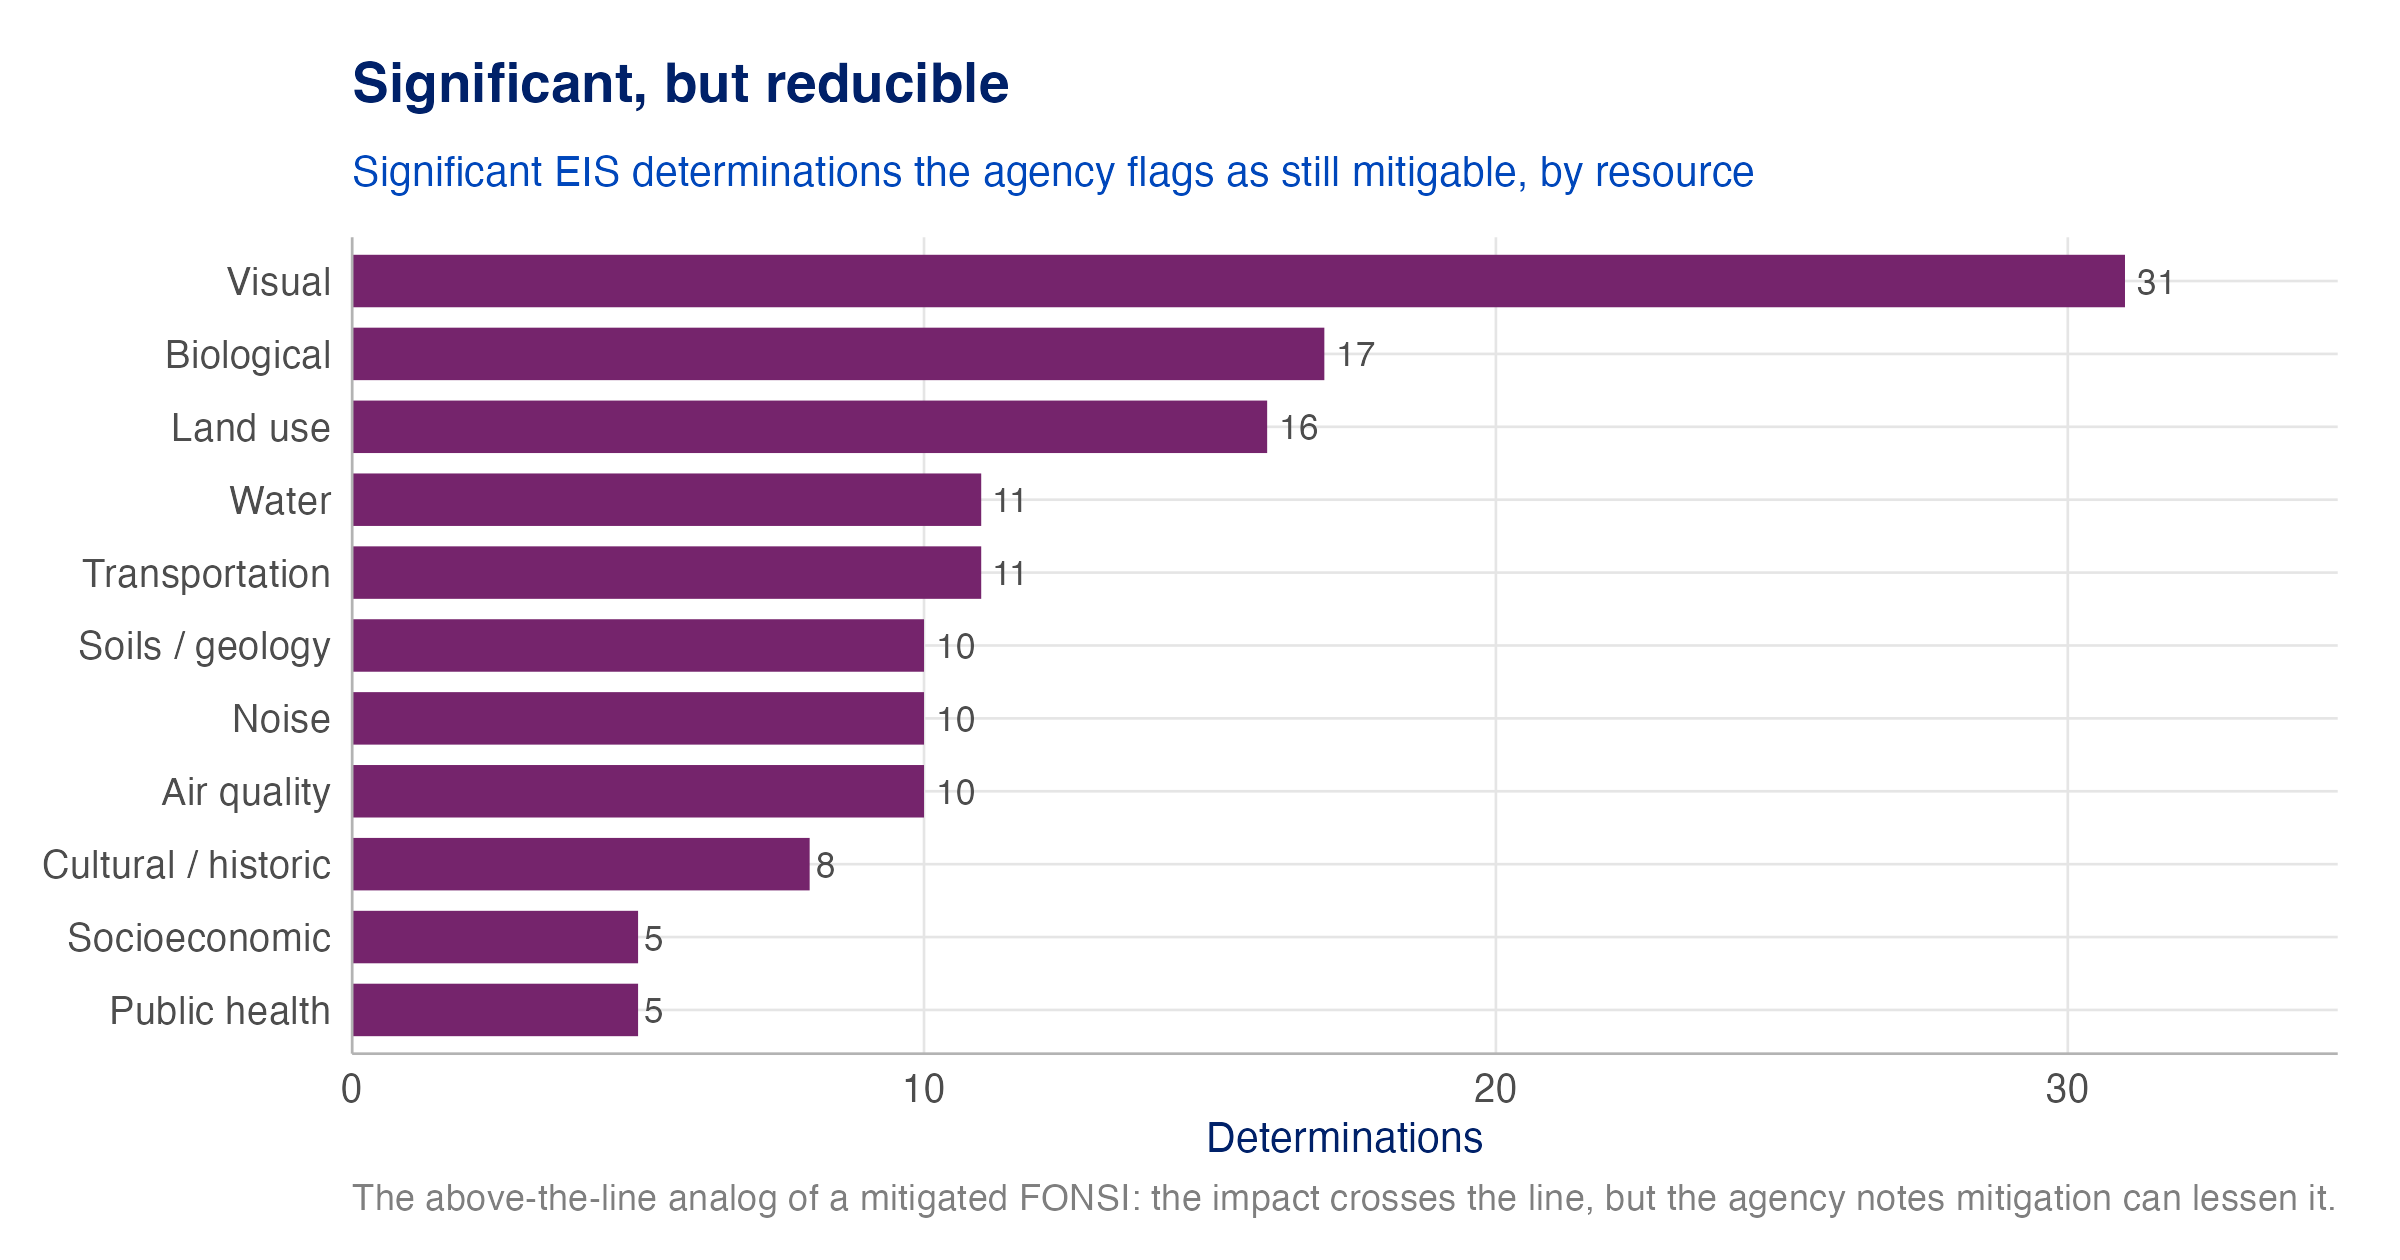 Significant, but reducible
Significant EIS determinations the agency flags as still mitigable, by resource
Visual 31
Biological 17
Land use 16
Water 11
Transportation 11
Soils / geology 10
Noise 10
Air quality 10
Cultural / historic 8
Socioeconomic 5
Public health 5
0 10 20 30
Determinations
The above-the-line analog of a mitigated FONSI: the impact crosses the line, but the agency notes mitigation can lessen it.